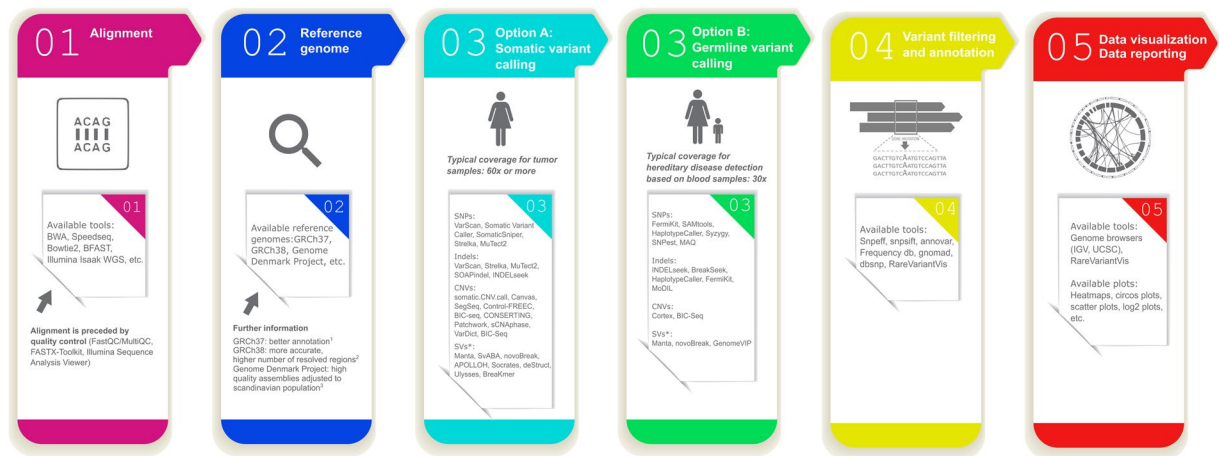 01 Alignment
ACAG
ACAG
01
Available tools:
BWA, Speedseq,
Bowtie2, BFAST,
Illumina Isaak WGS, etc.
Alignment is preceded by
quality control (FastQC/MultiQC,
FASTX-Toolkit, Illumina Sequence
Analysis Viewer)
02 Reference
genome
02
Available reference
genomes:GRCh37,
GRCh38, Genome
Denmark Project, etc.
Further information
GRCh37: better annotation¹
GRCh38: more accurate,
higher number of resolved regions²
Genome Denmark Project: high
quality assemblies adjusted to
scandinavian population³
03 Option A:
Somatic variant
calling
Typical coverage for tumor
samples: 60x or more
03
SNPs:
VarScan, Somatic Variant
Caller, SomaticSniper,
Strelka, MuTect2
Indels:
VarScan, Strelka, MuTect2,
SOAPindel, INDELseek
CNVs:
somatic.CNV.call, Canvas,
SegSeq, Control-FREEC,
BIC-seq, CONSERTING,
Patchwork, sCNAphase,
VarDict, BIC-Seq
SVs*:
Manta, SvABA, novoBreak,
APOLLOH, Socrates, deStruct,
Ulysses, BreaKmer
03 Option B:
Germline variant
calling
Typical coverage for
hereditary disease detection
based on blood samples: 30x
03
SNPs:
FermiKit, SAMtools,
HaplotypeCaller, Syzygy,
SNPest, MAQ
Indels:
INDELseek, BreakSeek,
HaplotypeCaller, FermiKit,
MoDIL
CNVs:
Cortex, BIC-Seq
SVs*:
Manta, novoBreak, GenomeVIP
04 Variant filtering
and annotation
GENE MUTATION
GACTTGTCAATGTCCAGTTA
GACTTGTCAATGTCCAGTTA
GACTTGTCAATGTCCAGTTA
04
Available tools:
Snpeff, snpsift, annovar,
Frequency db, gnomad,
dbsnp, RareVariantVis
05 Data visualization
Data reporting
05
Available tools:
Genome browsers
(IGV, UCSC),
RareVariantVis
Available plots:
Heatmaps, circos plots,
scatter plots, log2 plots,
etc.